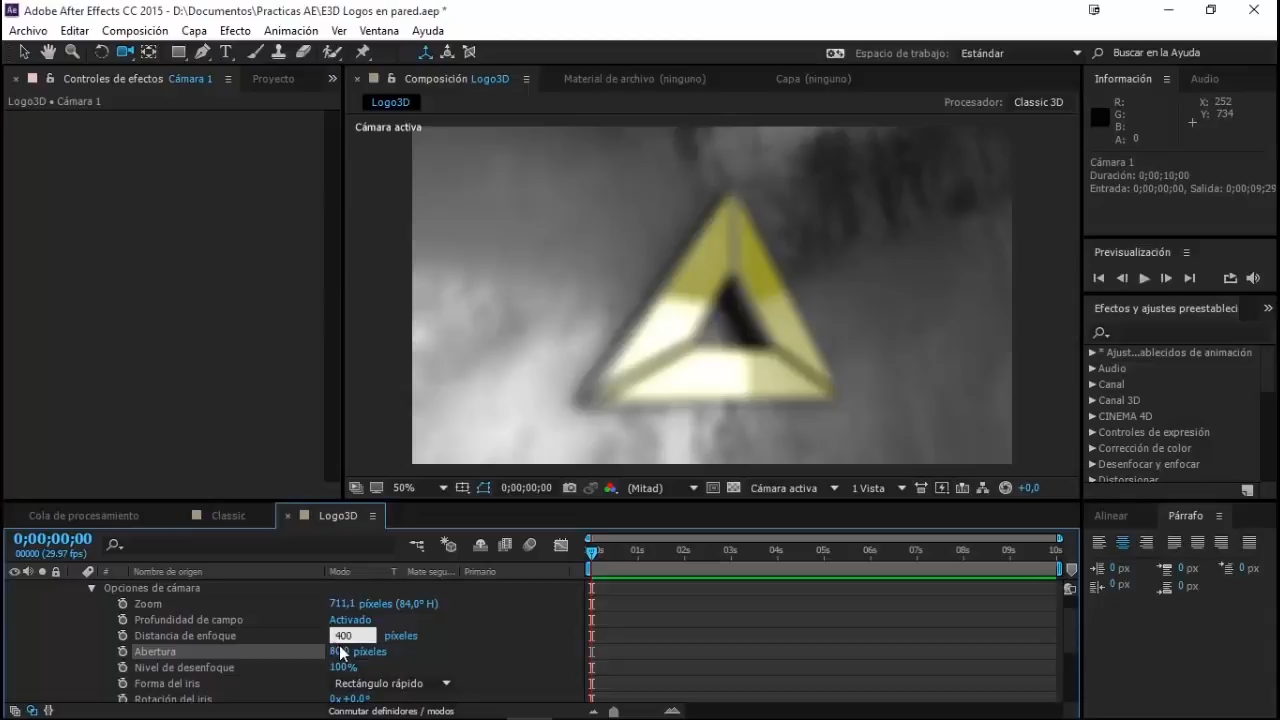 Adobe After Effects CC 2015 - D:\Documentos\Practicas AE\E3D Logos en pared.aep *
Archivo Editar Composición Capa Efecto Animación Ver Ventana Ayuda
Espacio de trabajo: Estándar Buscar en la Ayuda
Controles de efectos Cámara 1 Proyecto
Composición Logo3D Material de archivo (ninguno) Capa (ninguno)
Información Audio
Logo3D • Cámara 1
Logo3D
Procesador: Classic 3D
Cámara activa
R:
G:
B:
A: 0
X: 252
Y: 734
Cámara 1
Duración: 0;00;10;00
Entrada: 0;00;00;00, Salida: 0;00;09;29
Previsualización
Efectos y ajustes preestableci
* Ajust...ablecidos de animación
Audio
Canal
Canal 3D
CINEMA 4D
Controles de expresión
Corrección de color
Desenfocar y enfocar
Distorsionar
50% 0;00;00;00 (Mitad) Cámara activa 1 Vista +0,0
Cola de procesamiento Classic Logo3D
Alinear Párrafo
0;00;00;00
00000 (29.97 fps)
01s 02s 03s 04s 05s 06s 07s 08s 09s 10s
# Nombre de origen Modo T Mate segu... Primario
Opciones de cámara
Zoom 711,1 píxeles (84,0° H)
Profundidad de campo Activado
Distancia de enfoque 400 píxeles
Abertura píxeles
Nivel de desenfoque 100%
Forma del iris Rectángulo rápido
Rotación del iris 0x+0,0°
Conmutar definidores / modos
0 px 0 px 0 px
0 px 0 px